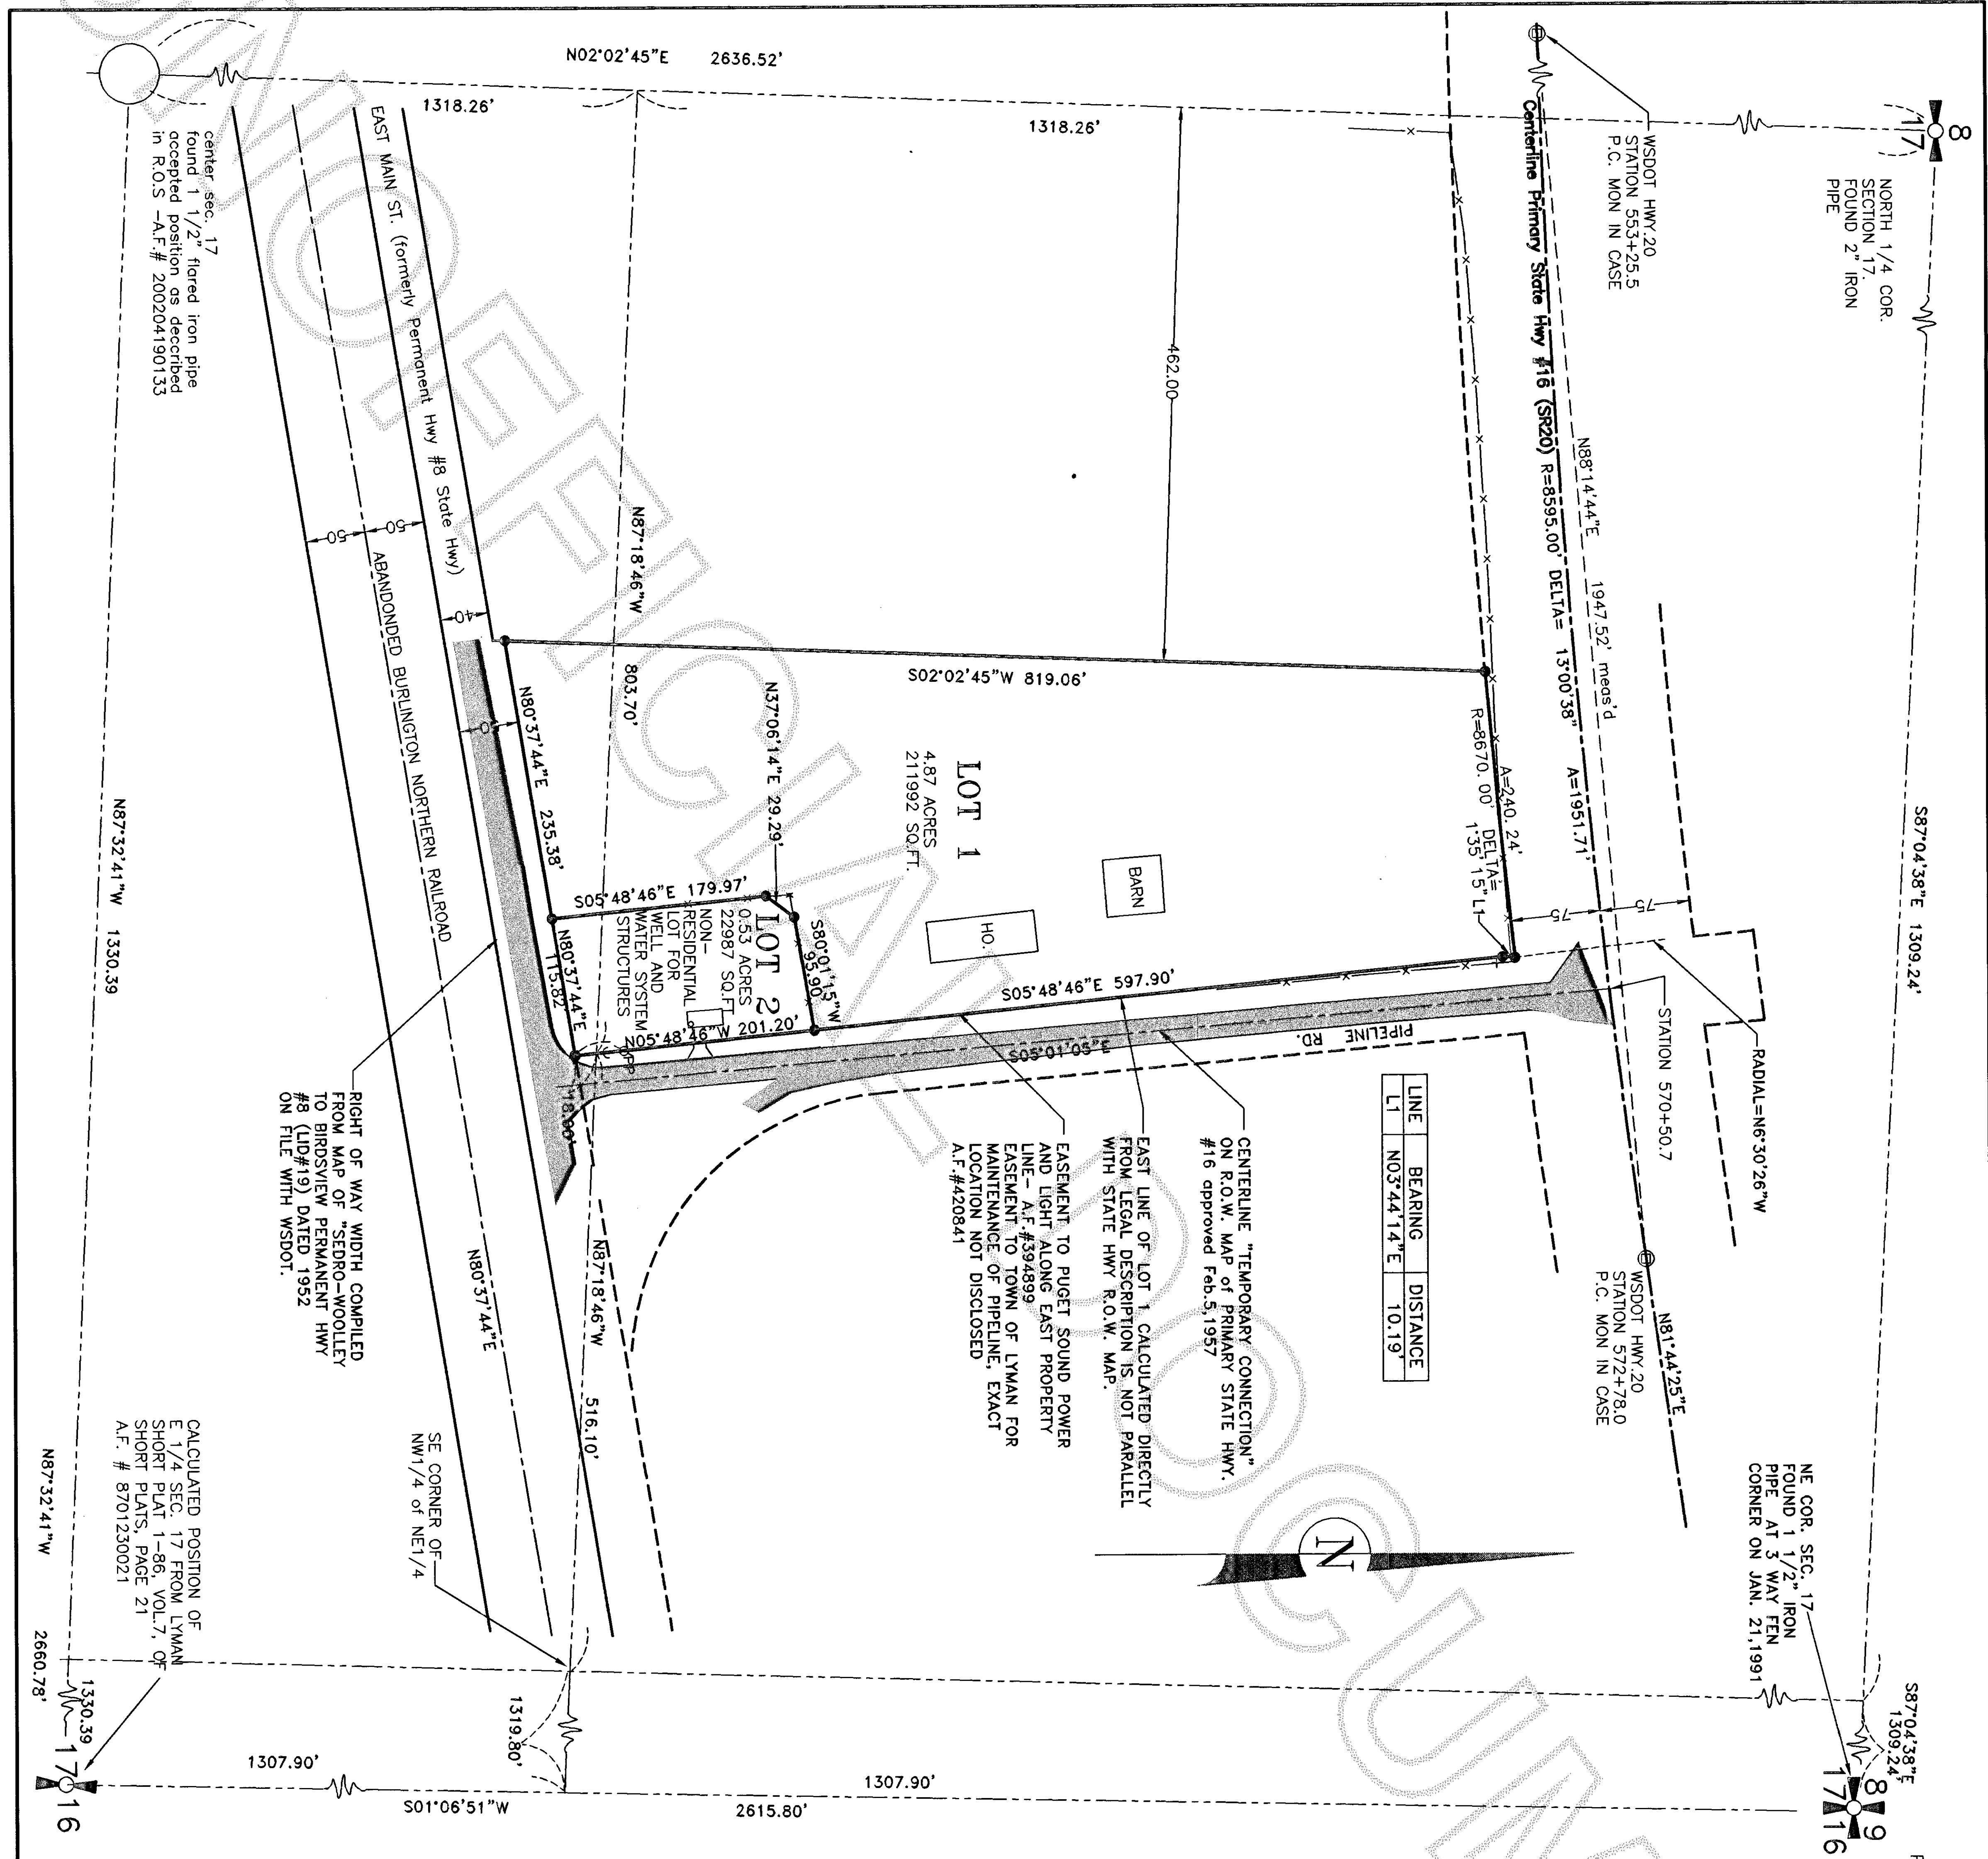 UNOFFICIAL DOCUM
8
17
NORTH 1/4 COR.
SECTION 17.
FOUND 2" IRON
PIPE
S87°04'38"E 1309.24'
NE COR. SEC. 17
FOUND 1 1/2" IRON
PIPE AT 3 WAY FEN
CORNER ON JAN. 21,1991
S87°04'38"E
1309.24'
8 9
17 16
WSDOT HWY.20
STATION 553+25.5
P.C. MON IN CASE
Centerline Primary State Hwy #16 (SR20) R=8595.00' DELTA= 13°00'38" A=1951.71'
N88°14'44"E 1947.52' meas'd
75
75
RADIAL=N6°30'26"W
STATION 570+50.7
WSDOT HWY.20
STATION 572+78.0
P.C. MON IN CASE
N81°44'25"E
R=8670.00'
A=240.24'
DELTA=
1°35'15"
L1
LINE BEARING DISTANCE
L1 N03°44'14"E 10.19'
N02°02'45"E 2636.52'
1318.26'
1318.26'
462.00
S02°02'45"W 819.06'
LOT 1
4.87 ACRES
211992 SQ.FT.
BARN
HO.
S05°48'46"E 597.90'
PIPELINE RD.
S05°01'05"E
N
CENTERLINE "TEMPORARY CONNECTION"
ON R.O.W. MAP of PRIMARY STATE HWY.
#16 approved Feb.5,1957
EAST LINE OF LOT 1 CALCULATED DIRECTLY
FROM LEGAL DESCRIPTION IS NOT PARALLEL
WITH STATE HWY R.O.W. MAP.
EASEMENT TO PUGET SOUND POWER
AND LIGHT ALONG EAST PROPERTY
LINE- A.F.#394899
EASEMENT TO TOWN OF LYMAN FOR
MAINTENANCE OF PIPELINE, EXACT
LOCATION NOT DISCLOSED
A.F.#420841
N37°06'14"E 29.29'
S80°01'15"W
95.90'
S05°48'46"E 179.97'
LOT 2
0.53 ACRES
22987 SQ.FT
NON-
RESIDENTIAL
LOT FOR
WELL AND
WATER SYSTEM
STRUCTURES
N05°48'46"W 201.20'
PP
N87°18'46"W 803.70'
N80°37'44"E 235.38'
N80°37'44"E
115.82'
18.00'
N87°18'46"W 516.10'
EAST MAIN ST. (formerly Permanent Hwy #8 State Hwy)
40
50
50
50
ABANDONDED BURLINGTON NORTHERN RAILROAD
N80°37'44"E
RIGHT OF WAY WIDTH COMPILED
FROM MAP OF "SEDRO-WOOLLEY
TO BIRDSVIEW PERMANENT HWY
#8 (LID#19) DATED 1952
ON FILE WITH WSDOT.
SE CORNER OF
NW1/4 of NE1/4
1319.80'
1307.90'
1307.90'
S01°06'51"W 2615.80'
center sec. 17
found 1 1/2" flared iron pipe
accepted position as deccribed
in R.O.S -A.F.# 200204190133
N87°32'41"W 1330.39
CALCULATED POSITION OF
E 1/4 SEC. 17 FROM LYMAN
SHORT PLAT 1-86, VOL.7, OF
SHORT PLATS, PAGE 21
A.F. # 8701230021
N87°32'41"W 2660.78'
1330.39
17 16